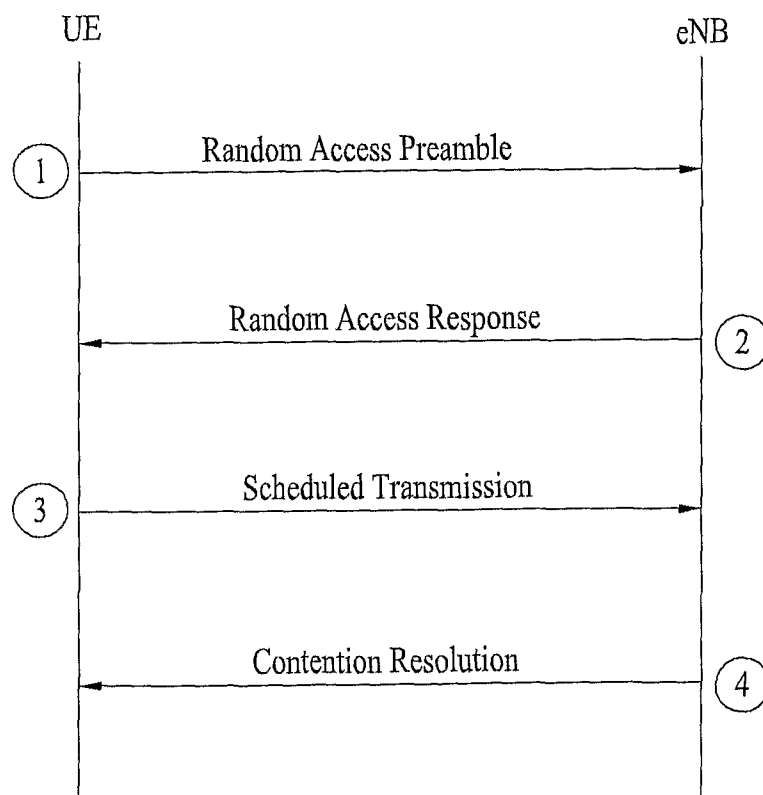 UE
eNB
Random Access Preamble
1
Random Access Response
2
Scheduled Transmission
3
Contention Resolution
4